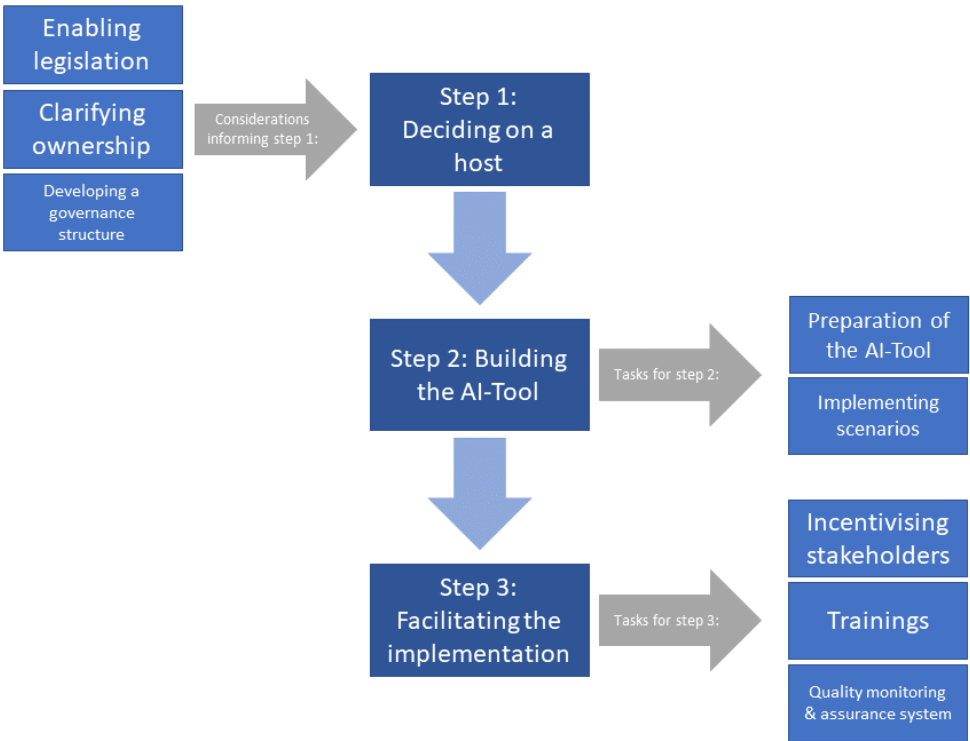 Enabling
legislation
Clarifying
ownership
Developing a
governance
structure
Considerations
informing step 1:
Step 1:
Deciding on a
host
Step 2: Building
the AI-Tool
Tasks for step 2:
Preparation of
the AI-Tool
Implementing
scenarios
Step 3:
Facilitating the
implementation
Tasks for step 3:
Incentivising
stakeholders
Trainings
Quality monitoring
& assurance system